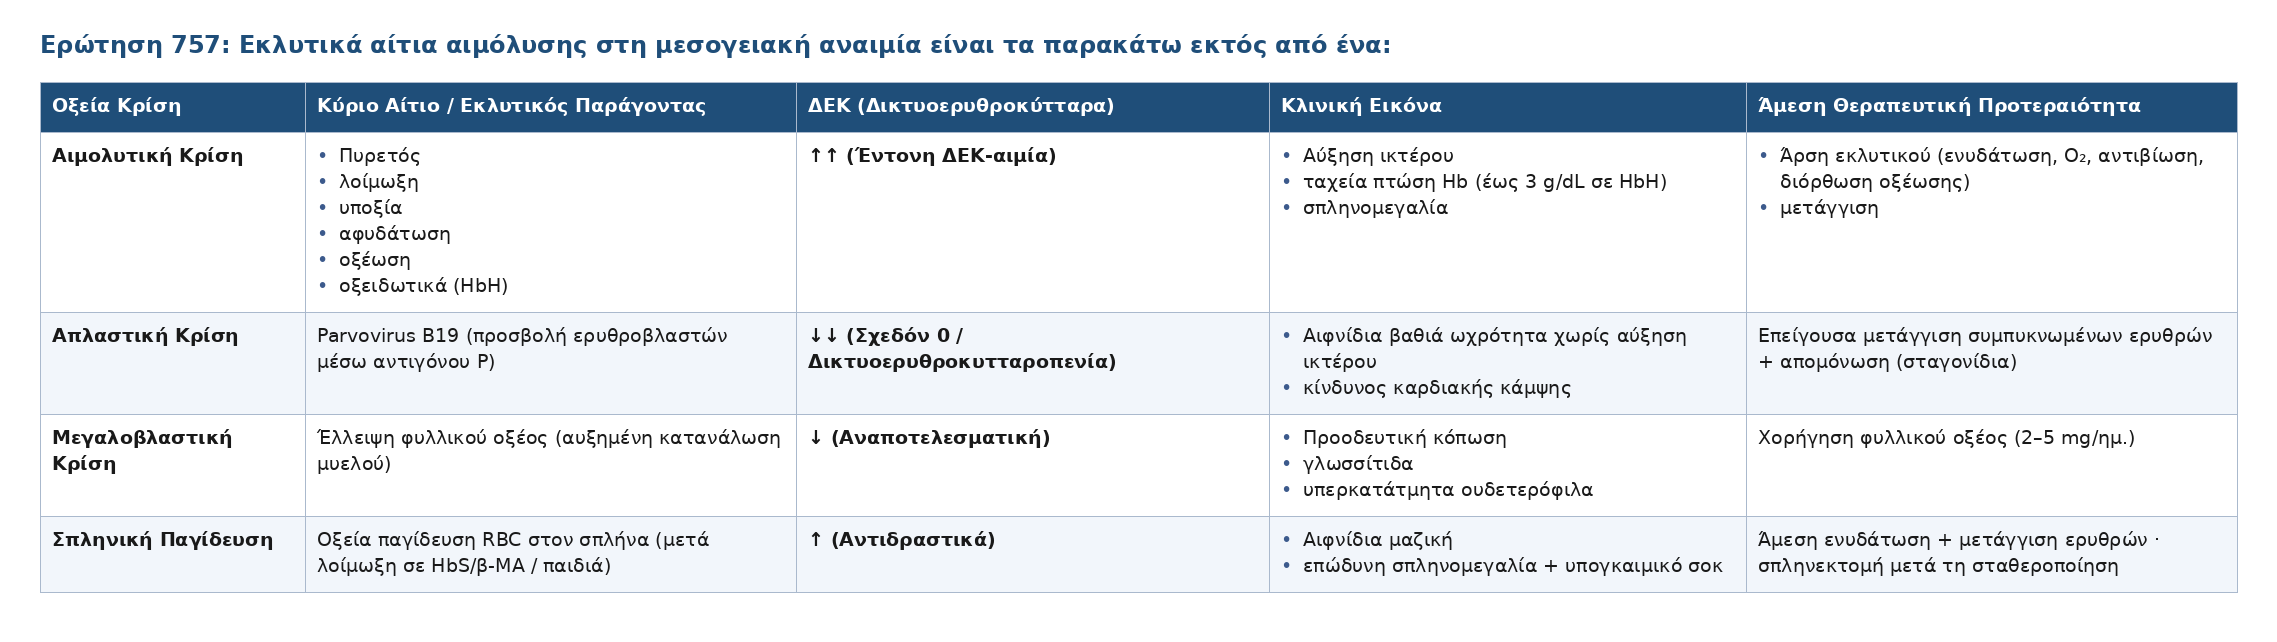 Ερώτηση 757: Εκλυτικά αίτια αιμόλυσης στη μεσογειακή αναιμία είναι τα παρακάτω εκτός από ένα:
Οξεία Κρίση
Κύριο Αίτιο / Εκλυτικός Παράγοντας
ΔΕΚ (Δικτυοερυθροκύτταρα)
Κλινική Εικόνα
Άμεση Θεραπευτική Προτεραιότητα
Αιμολυτική Κρίση
• Πυρετός
• λοίμωξη
• υποξία
• αφυδάτωση
• οξέωση
• οξειδωτικά (HbH)
↑↑ (Έντονη ΔΕΚ-αιμία)
• Αύξηση ικτέρου
• ταχεία πτώση Hb (έως 3 g/dL σε HbH)
• σπληνομεγαλία
• Άρση εκλυτικού (ενυδάτωση, O₂, αντιβίωση,
διόρθωση οξέωσης)
• μετάγγιση
Απλαστική Κρίση
Parvovirus B19 (προσβολή ερυθροβλαστών
μέσω αντιγόνου P)
↓↓ (Σχεδόν 0 /
Δικτυοερυθροκυτταροπενία)
• Αιφνίδια βαθιά ωχρότητα χωρίς αύξηση
ικτέρου
• κίνδυνος καρδιακής κάμψης
Επείγουσα μετάγγιση συμπυκνωμένων ερυθρών
+ απομόνωση (σταγονίδια)
Μεγαλοβλαστική
Κρίση
Έλλειψη φυλλικού οξέος (αυξημένη κατανάλωση
μυελού)
↓ (Αναποτελεσματική)
• Προοδευτική κόπωση
• γλωσσίτιδα
• υπερκατάτμητα ουδετερόφιλα
Χορήγηση φυλλικού οξέος (2–5 mg/ημ.)
Σπληνική Παγίδευση
Οξεία παγίδευση RBC στον σπλήνα (μετά
λοίμωξη σε HbS/β-ΜΑ / παιδιά)
↑ (Αντιδραστικά)
• Αιφνίδια μαζική
• επώδυνη σπληνομεγαλία + υπογκαιμικό σοκ
Άμεση ενυδάτωση + μετάγγιση ερυθρών ·
σπληνεκτομή μετά τη σταθεροποίηση